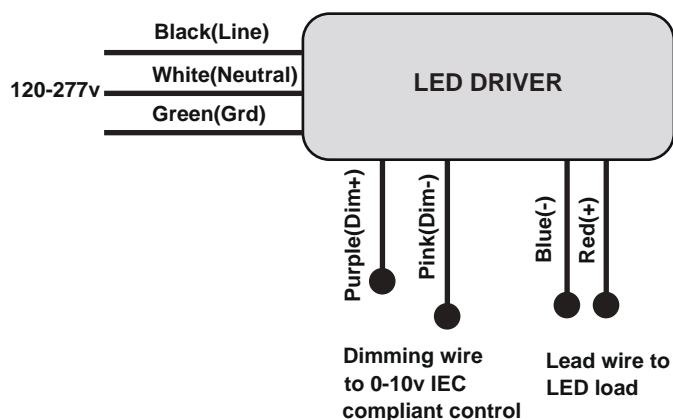 Black(Line)
120-277v
White(Neutral)
Green(Grd)
LED DRIVER
Purple(Dim+)
Pink(Dim-)
Blue(-)
Red(+)
Dimming wire
to 0-10v IEC
compliant control
Lead wire to
LED load